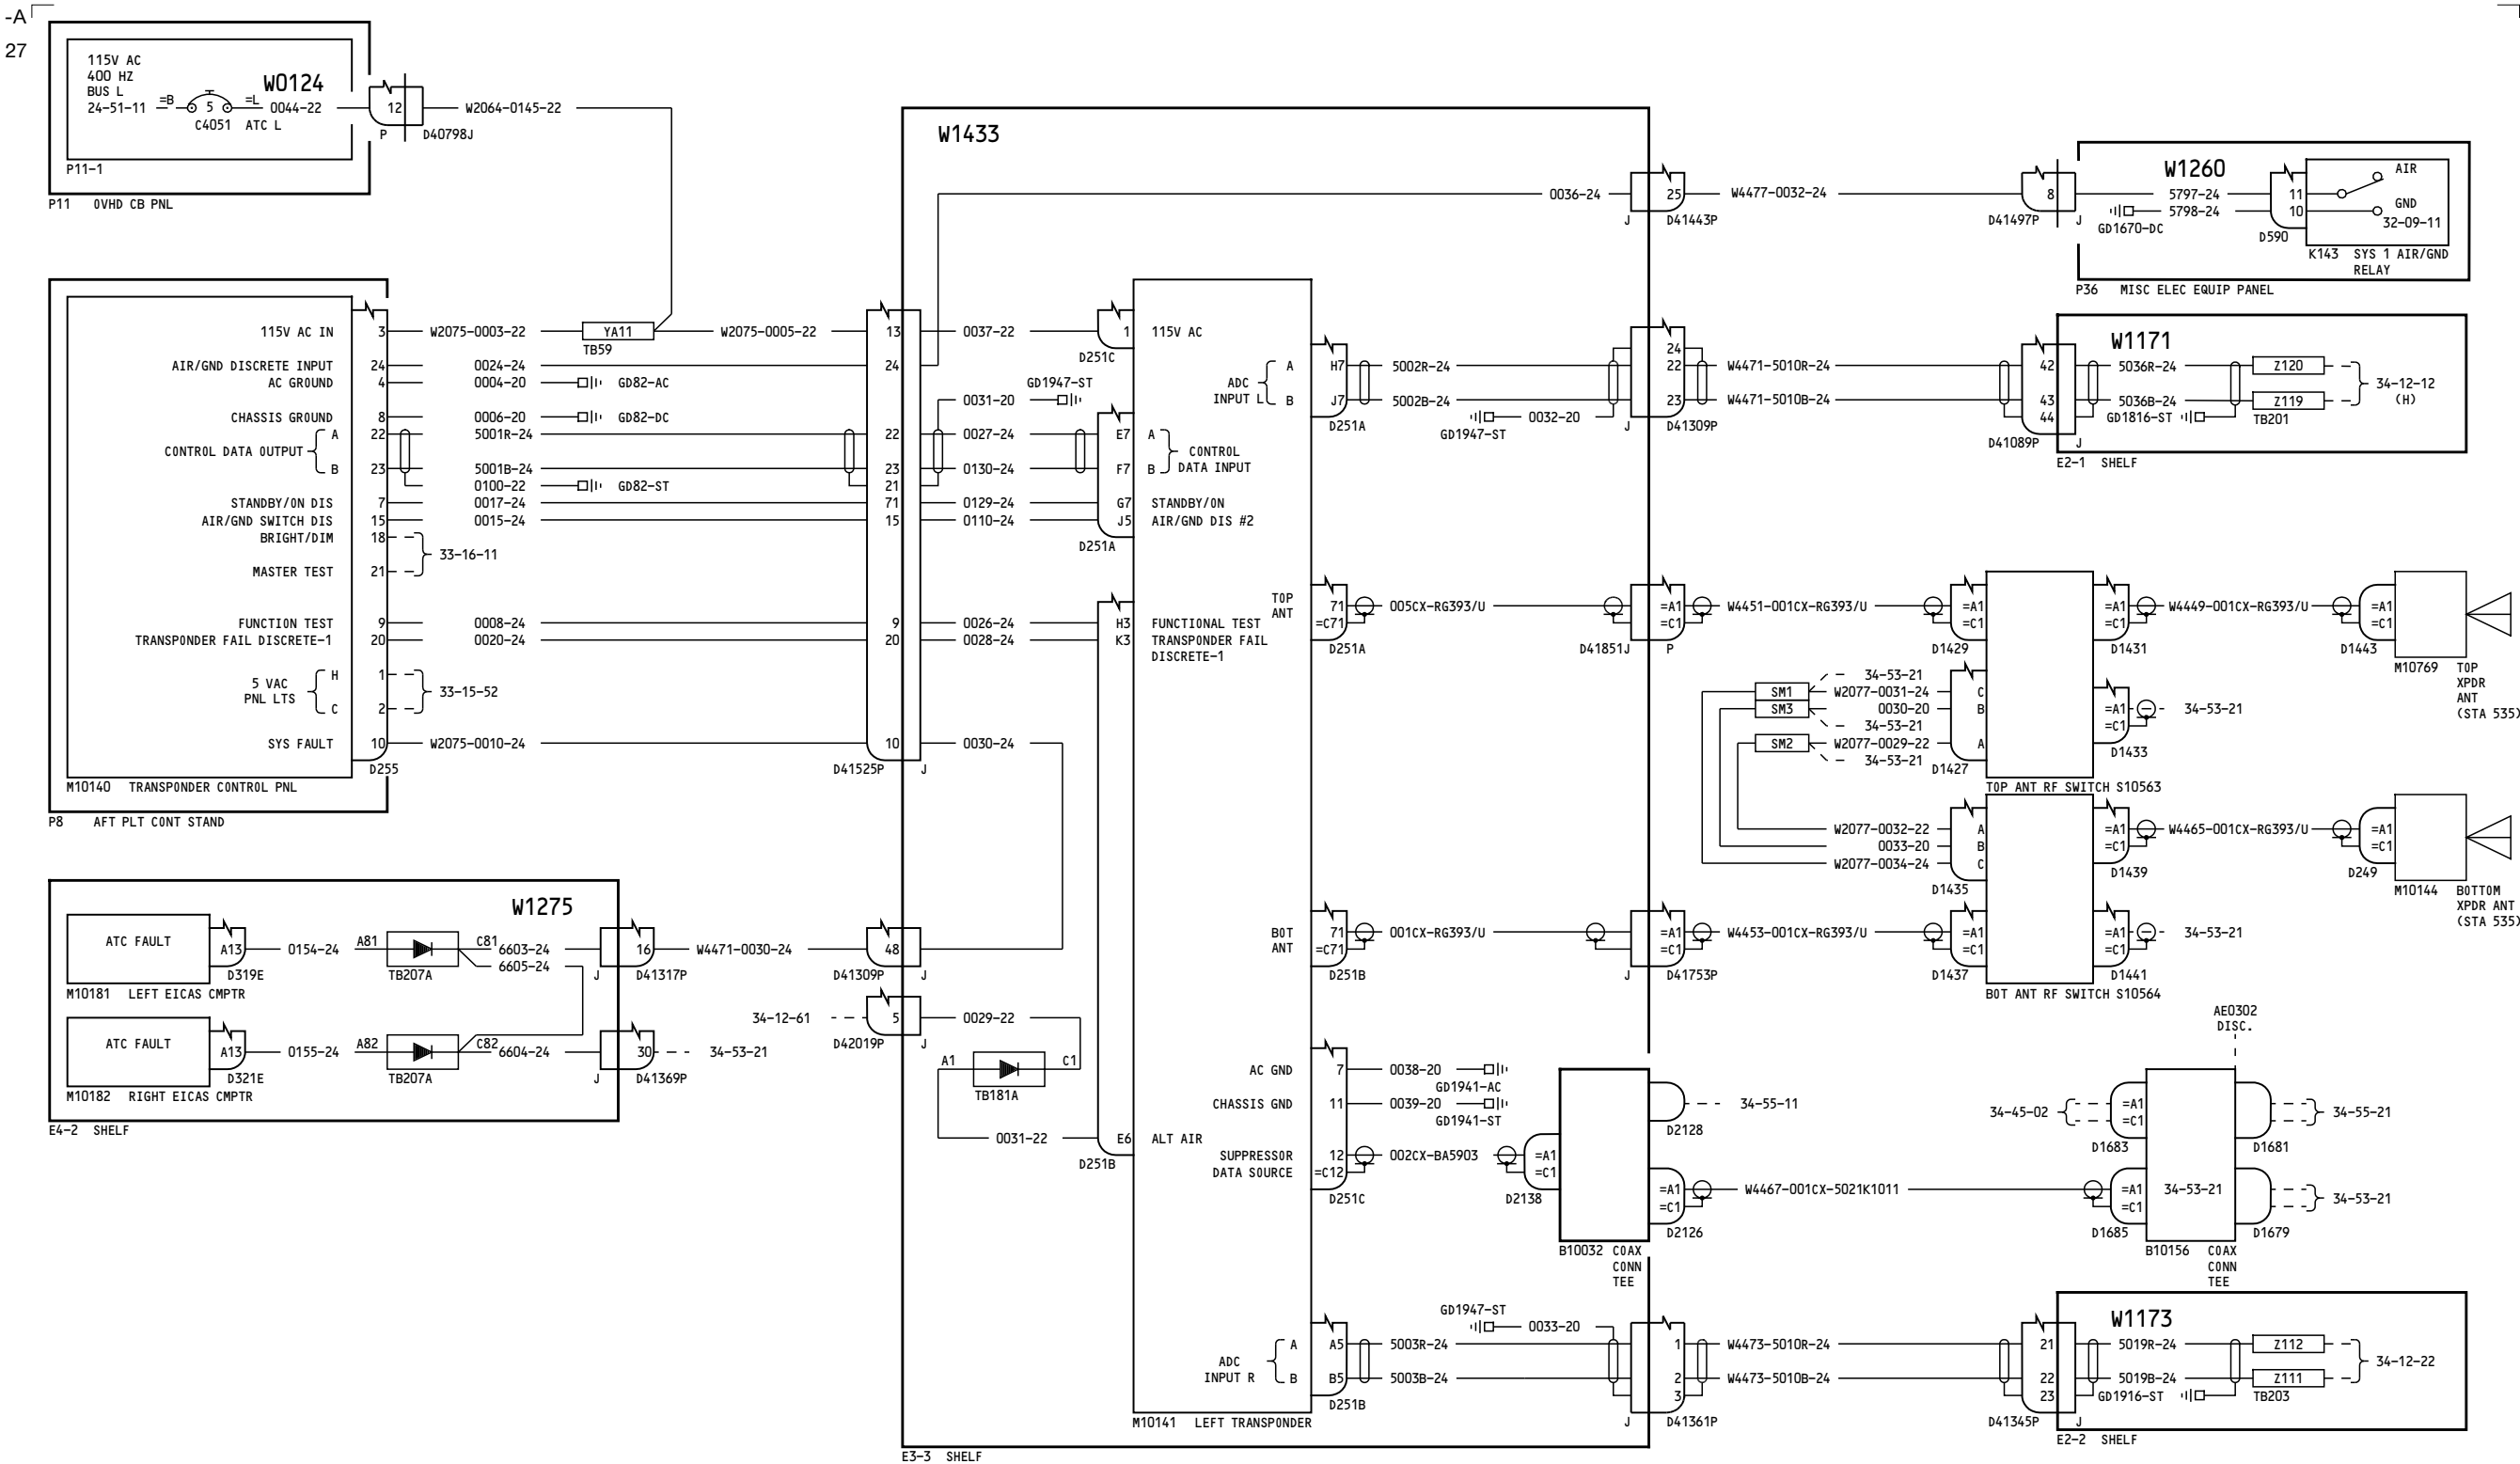 -A
27
115V AC
400 HZ
BUS L
24-51-11
=B
5
=L
0044-22
W0124
C4051 ATC L
P11-1
P11 OVHD CB PNL
12
P
D40798J
W2064-0145-22
115V AC IN
3
W2075-0003-22
YA11
TB59
W2075-0005-22
13
AIR/GND DISCRETE INPUT
24
0024-24
24
AC GROUND
4
0004-20
GD82-AC
CHASSIS GROUND
8
0006-20
GD82-DC
CONTROL DATA OUTPUT
A
22
5001R-24
22
B
23
5001B-24
23
0100-22
GD82-ST
21
STANDBY/ON DIS
7
0017-24
71
AIR/GND SWITCH DIS
15
0015-24
15
BRIGHT/DIM
18
33-16-11
MASTER TEST
21
FUNCTION TEST
9
0008-24
9
TRANSPONDER FAIL DISCRETE-1
20
0020-24
20
5 VAC
PNL LTS
H
1
C
2
33-15-52
SYS FAULT
10
W2075-0010-24
10
D255
D41525P
J
M10140 TRANSPONDER CONTROL PNL
P8 AFT PLT CONT STAND
W1275
ATC FAULT
A13
D319E
0154-24
A81
TB207A
C81
6603-24
6605-24
16
J
D41317P
W4471-0030-24
48
D41309P
J
M10181 LEFT EICAS CMPTR
ATC FAULT
A13
D321E
0155-24
A82
TB207A
C82
6604-24
30
J
D41369P
34-53-21
M10182 RIGHT EICAS CMPTR
E4-2 SHELF
34-12-61
5
D42019P
J
0029-22
A1
C1
TB181A
0031-22
W1433
0036-24
0037-22
1
115V AC
D251C
0031-20
GD1947-ST
0027-24
E7
A
0130-24
F7
B
CONTROL
DATA INPUT
0129-24
G7
STANDBY/ON
0110-24
J5
AIR/GND DIS #2
D251A
0026-24
H3
FUNCTIONAL TEST
0028-24
K3
TRANSPONDER FAIL
DISCRETE-1
0030-24
E6
ALT AIR
D251B
ADC
INPUT L
A
H7
5002R-24
B
J7
5002B-24
D251A
GD1947-ST
0032-20
TOP
ANT
71
=C71
D251A
005CX-RG393/U
BOT
ANT
71
=C71
D251B
001CX-RG393/U
AC GND
7
0038-20
GD1941-AC
CHASSIS GND
11
0039-20
GD1941-ST
SUPPRESSOR
DATA SOURCE
12
=C12
D251C
002CX-BA5903
=A1
=C1
D2138
ADC
INPUT R
A
A5
5003R-24
B
B5
5003B-24
D251B
GD1947-ST
0033-20
M10141 LEFT TRANSPONDER
E3-3 SHELF
25
J
D41443P
W4477-0032-24
8
D41497P
J
W1260
5797-24
11
5798-24
10
GD1670-DC
D590
AIR
GND
32-09-11
K143 SYS 1 AIR/GND
RELAY
P36 MISC ELEC EQUIP PANEL
24
22
23
J
D41309P
W4471-5010R-24
W4471-5010B-24
42
43
44
D41089P
J
W1171
5036R-24
5036B-24
GD1816-ST
Z120
Z119
TB201
34-12-12
(H)
E2-1 SHELF
=A1
=C1
D41851J
P
W4451-001CX-RG393/U
=A1
=C1
D1429
=A1
=C1
D1431
W4449-001CX-RG393/U
=A1
=C1
D1443
M10769 TOP
XPDR
ANT
(STA 535)
34-53-21
SM1
W2077-0031-24
C
SM3
0030-20
B
34-53-21
SM2
W2077-0029-22
A
34-53-21
D1427
=A1
=C1
D1433
34-53-21
TOP ANT RF SWITCH S10563
W2077-0032-22
A
0033-20
B
W2077-0034-24
C
D1435
=A1
=C1
D1439
W4465-001CX-RG393/U
=A1
=C1
D249
M10144 BOTTOM
XPDR ANT
(STA 535)
=A1
=C1
J
D41753P
W4453-001CX-RG393/U
=A1
=C1
D1437
=A1
=C1
D1441
34-53-21
BOT ANT RF SWITCH S10564
D2128
34-55-11
=A1
=C1
D2126
W4467-001CX-5021K1011
B10032 COAX
CONN
TEE
AE0302
DISC.
34-45-02
=A1
=C1
D1683
D1681
34-55-21
=A1
=C1
D1685
34-53-21
D1679
34-53-21
B10156 COAX
CONN
TEE
1
2
3
J
D41361P
W4473-5010R-24
W4473-5010B-24
21
22
23
D41345P
J
W1173
5019R-24
5019B-24
GD1916-ST
Z112
Z111
TB203
34-12-22
E2-2 SHELF